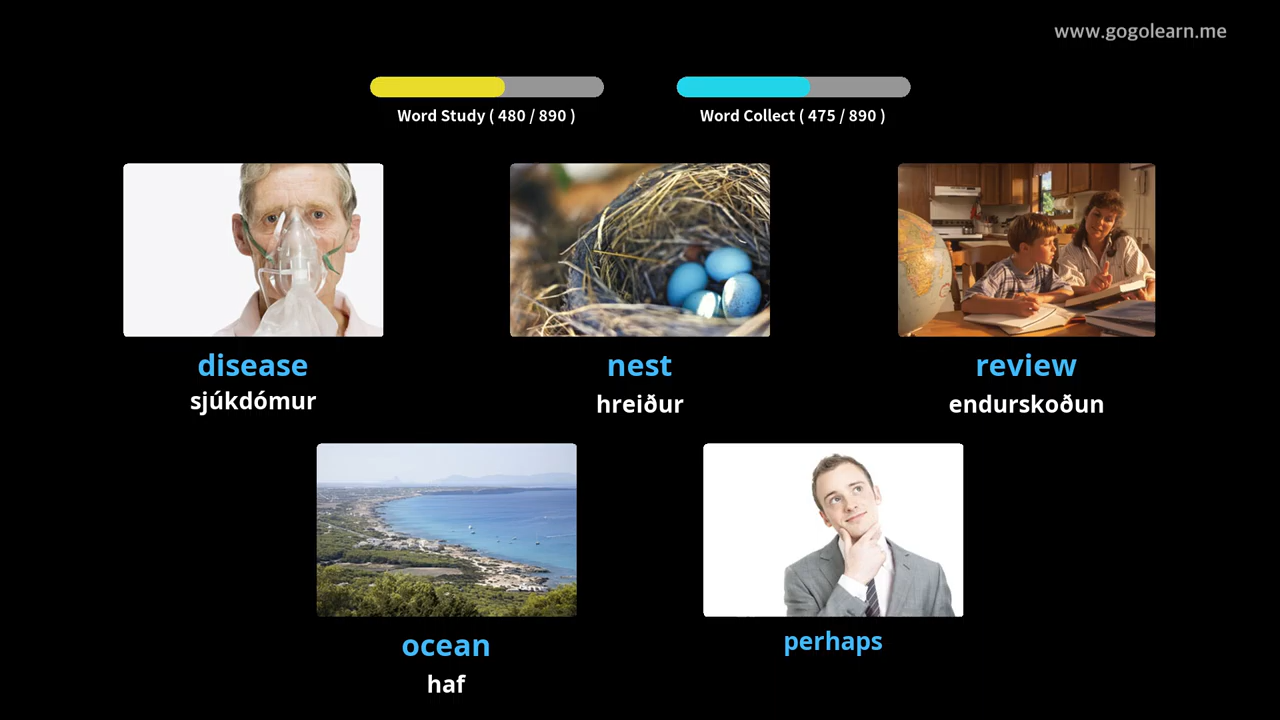 www.gogolearn.me
Word Study ( 480 / 890 )
Word Collect ( 475 / 890 )
disease
sjúkdómur
nest
hreiður
review
endurskoðun
ocean
haf
perhaps